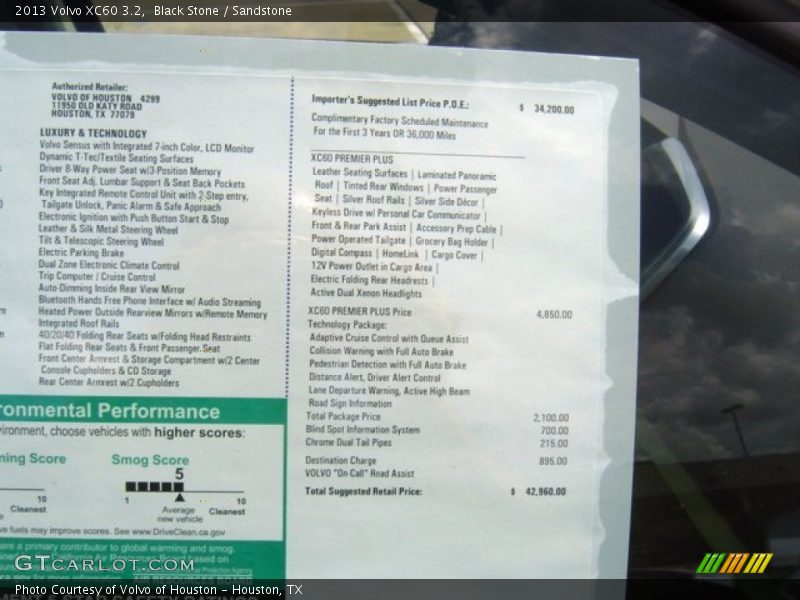 2013 Volvo XC60 3.2,  Black Stone / Sandstone
Authorized Retailer:
VOLVO OF HOUSTON   4299
11950 OLD KATY ROAD
HOUSTON, TX  77079
LUXURY & TECHNOLOGY
Volvo Sensus with Integrated 7-inch Color, LCD Monitor
Dynamic T-Tec/Textile Seating Surfaces
Driver 8-Way Power Seat w/3-Position Memory
Front Seat Adj. Lumbar Support & Seat Back Pockets
Key Integrated Remote Control Unit with 2-Step entry,
Tailgate Unlock, Panic Alarm & Safe Approach
Electronic Ignition with Push Button Start & Stop
Leather & Silk Metal Steering Wheel
Tilt & Telescopic Steering Wheel
Electric Parking Brake
Dual Zone Electronic Climate Control
Trip Computer / Cruise Control
Auto-Dimming Inside Rear View Mirror
Bluetooth Hands Free Phone Interface w/ Audio Streaming
Heated Power Outside Rearview Mirrors w/Remote Memory
Integrated Roof Rails
40/20/40 Folding Rear Seats w/Folding Head Restraints
Flat Folding Rear Seats & Front Passenger Seat
Front Center Armrest & Storage Compartment w/2 Center
Console Cupholders & CD Storage
Rear Center Armrest w/2 Cupholders
ronmental Performance
vironment, choose vehicles with higher scores:
ning Score
Smog Score
5
10
Cleanest
1
10
Average
new vehicle
Cleanest
ve fuels may improve scores. See www.DriveClean.ca.gov
are a primary contributor to global warming and smog.
Importer's Suggested List Price P.O.E.: $ 34,200.00
Complimentary Factory Scheduled Maintenance
For the First 3 Years OR 36,000 Miles
XC60 PREMIER PLUS
Leather Seating Surfaces | Laminated Panoramic
Roof | Tinted Rear Windows | Power Passenger
Seat | Silver Roof Rails | Silver Side Décor |
Keyless Drive w/ Personal Car Communicator |
Front & Rear Park Assist | Accessory Prep Cable |
Power Operated Tailgate | Grocery Bag Holder |
Digital Compass | HomeLink | Cargo Cover |
12V Power Outlet in Cargo Area |
Electric Folding Rear Headrests |
Active Dual Xenon Headlights
XC60 PREMIER PLUS Price 4,850.00
Technology Package:
Adaptive Cruise Control with Queue Assist
Collision Warning with Full Auto Brake
Pedestrian Detection with Full Auto Brake
Distance Alert, Driver Alert Control
Lane Departure Warning, Active High Beam
Road Sign Information
Total Package Price 2,100.00
Blind Spot Information System 700.00
Chrome Dual Tail Pipes 215.00
Destination Charge 895.00
VOLVO "On-Call" Road Assist
Total Suggested Retail Price: $ 42,960.00
GTCARLOT.COM
Photo Courtesy of Volvo of Houston - Houston, TX